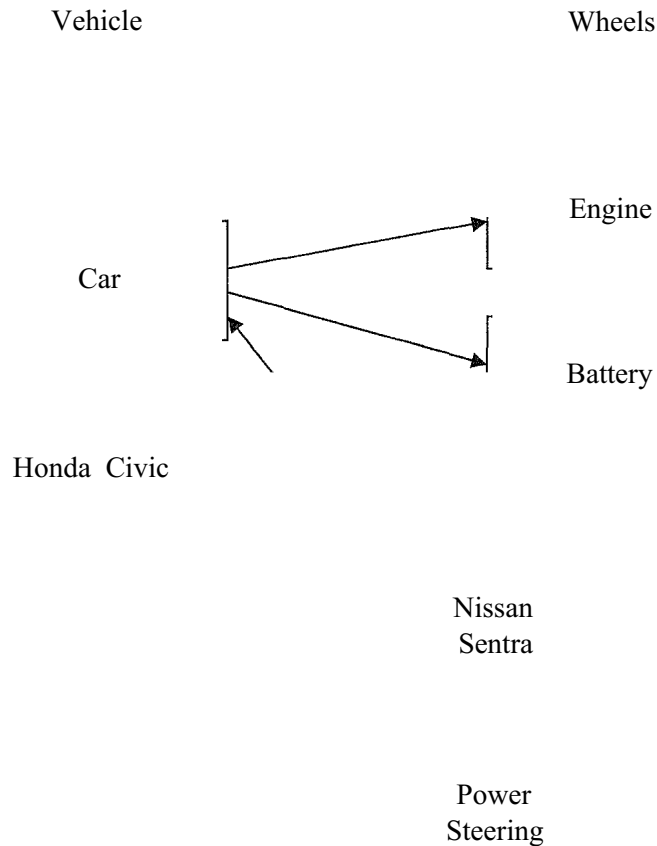 Vehicle
Wheels
Engine
Car
Battery
Honda Civic
Nissan
Sentra
Power
Steering